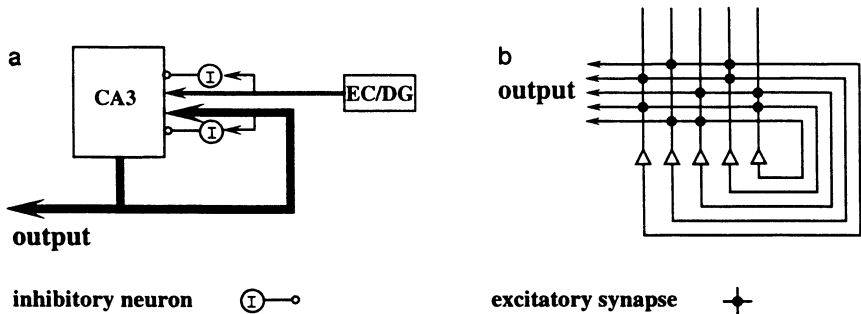 a
CA3
I
EC/DG
I
output
b
output
inhibitory neuron
I
excitatory synapse